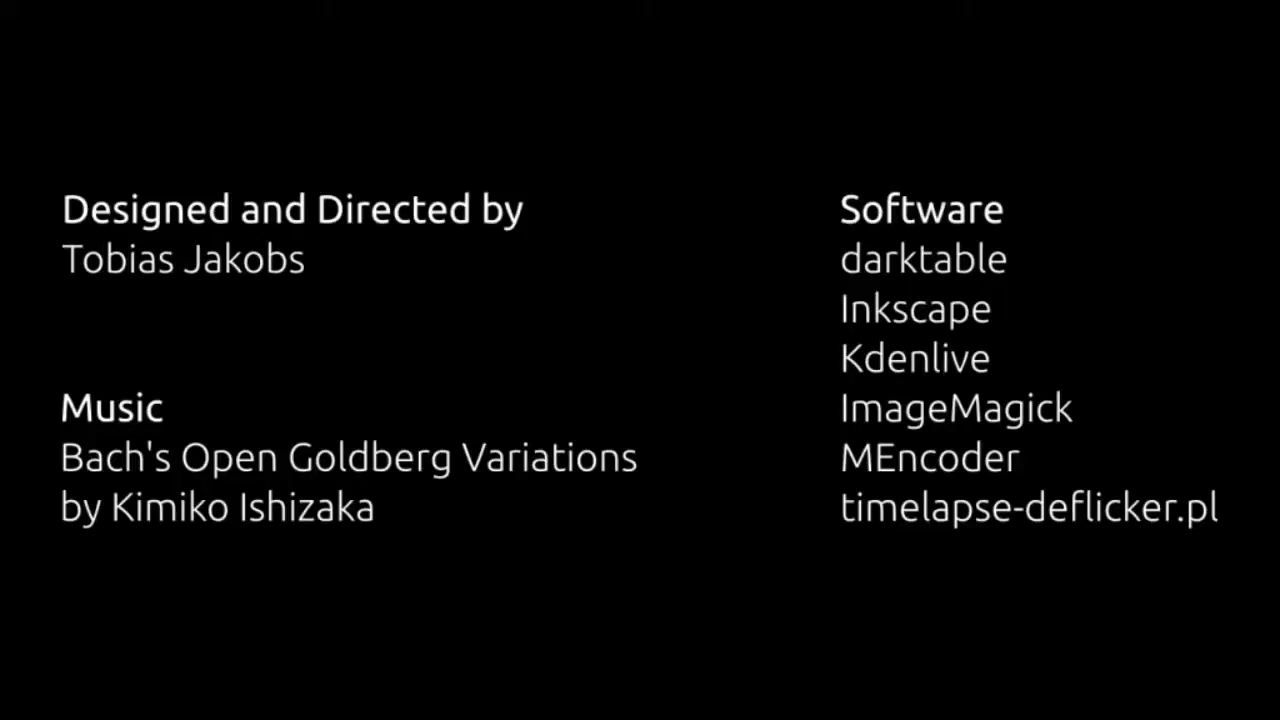 Designed and Directed by
Tobias Jakobs
Music
Bach's Open Goldberg Variations
by Kimiko Ishizaka
Software
darktable
Inkscape
Kdenlive
ImageMagick
MEncoder
timelapse-deflicker.pl